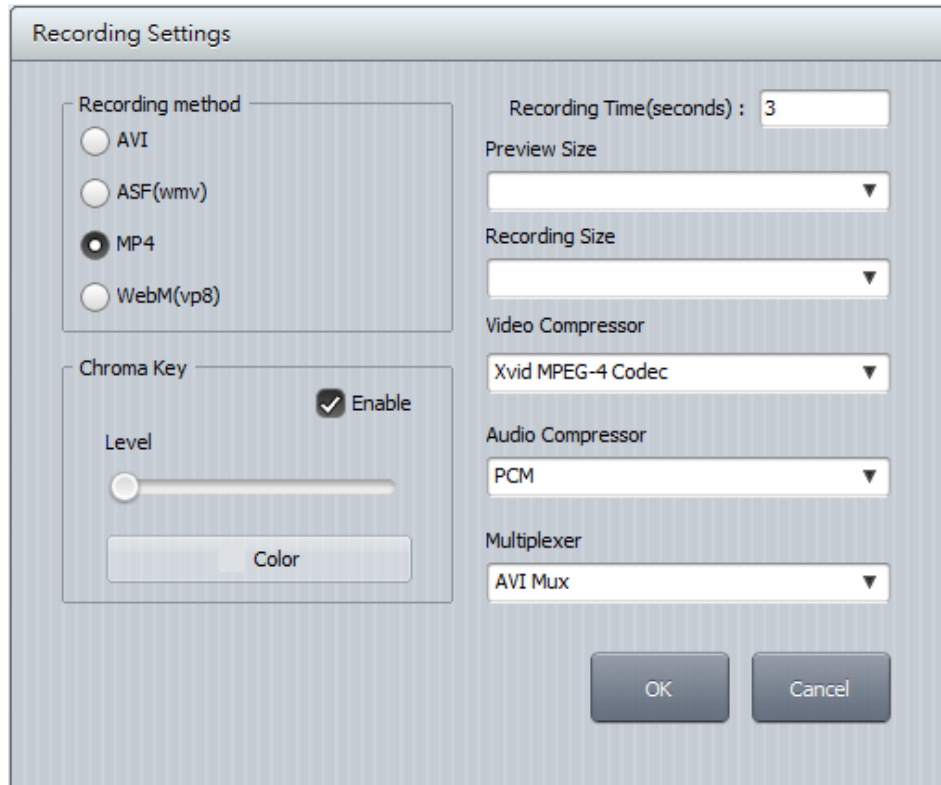 Recording Settings
Recording method
AVI
ASF(wmv)
MP4
WebM(vp8)
Chroma Key
Enable
Level
Color
Recording Time(seconds) : 3
Preview Size
Recording Size
Video Compressor
Xvid MPEG-4 Codec
Audio Compressor
PCM
Multiplexer
AVI Mux
OK
Cancel